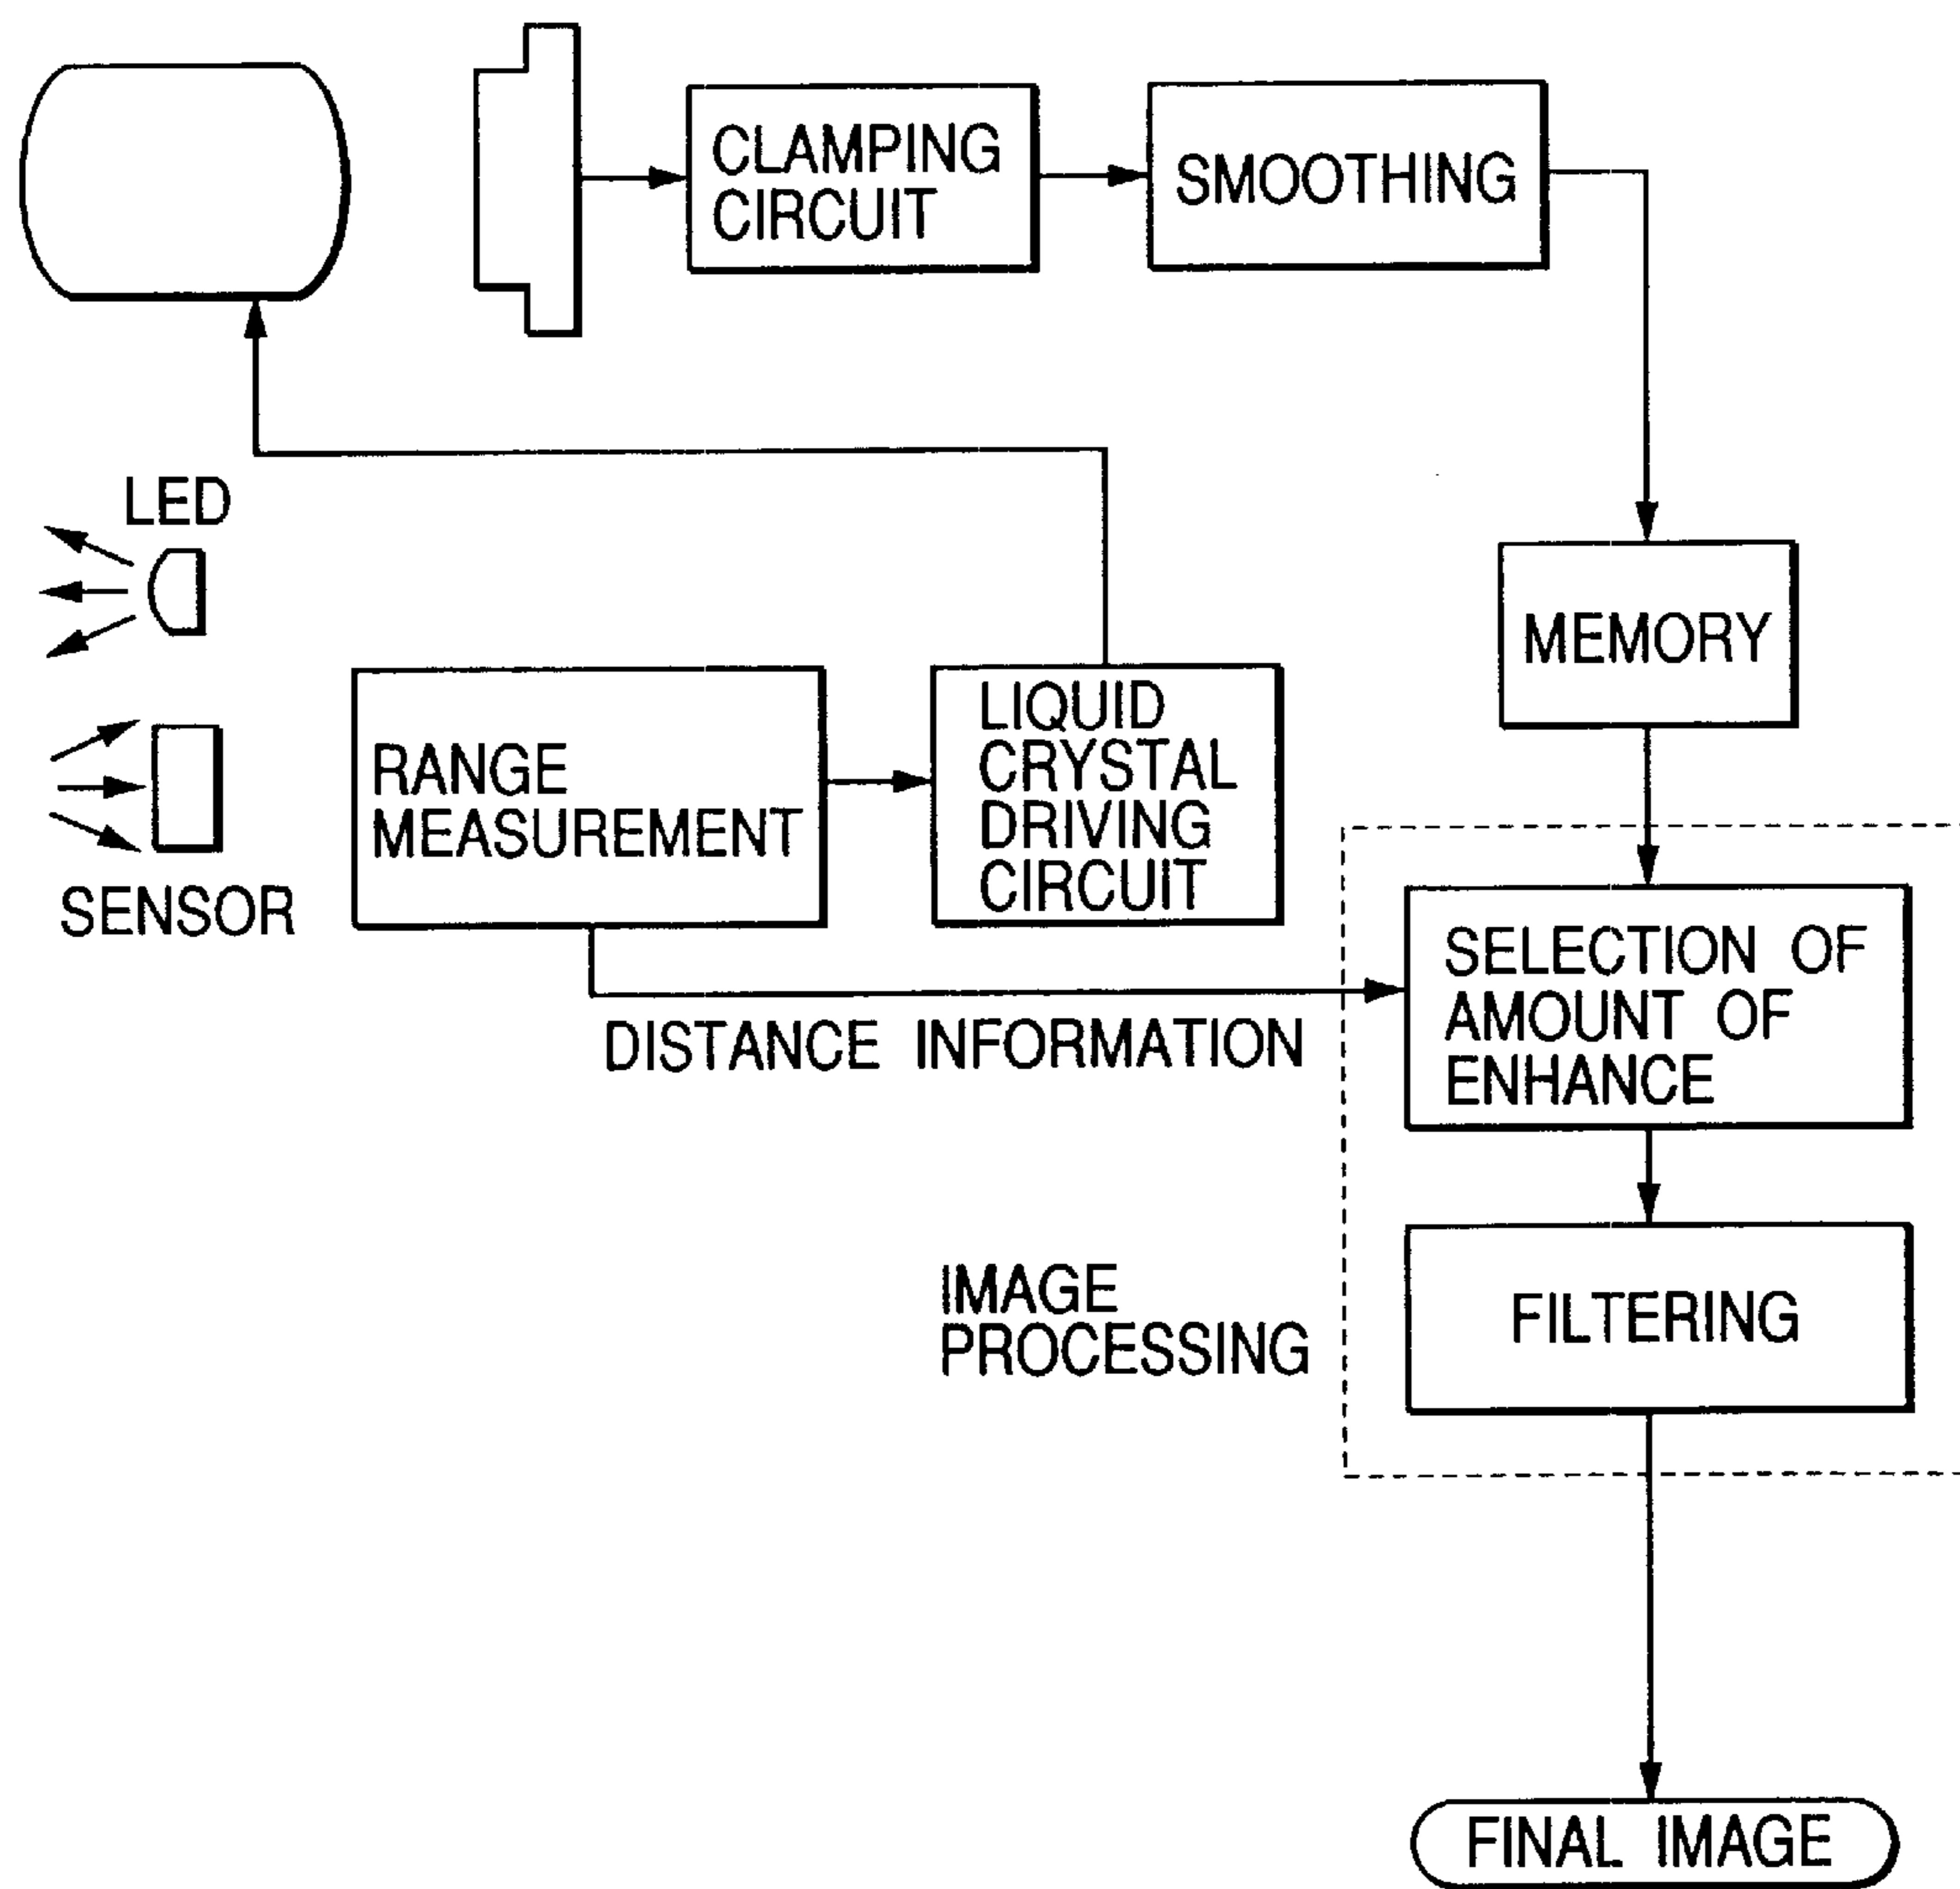 CLAMPING
CIRCUIT
SMOOTHING
LED
MEMORY
RANGE
MEASUREMENT
LIQUID
CRYSTAL
DRIVING
CIRCUIT
SENSOR
SELECTION OF
AMOUNT OF
ENHANCE
DISTANCE INFORMATION
IMAGE
PROCESSING
FILTERING
FINAL IMAGE